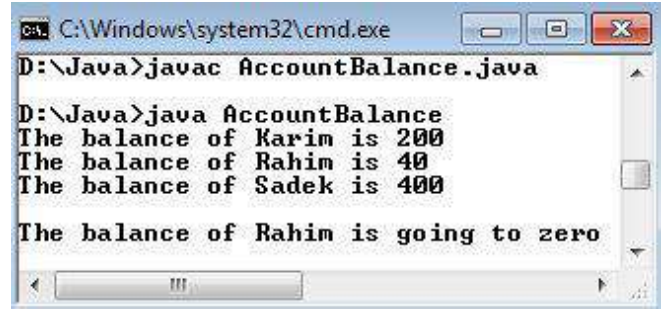 C:\Windows\system32\cmd.exe
D:\Java>javac AccountBalance.java
D:\Java>java AccountBalance
The balance of Karim is 200
The balance of Rahim is 40
The balance of Sadek is 400
The balance of Rahim is going to zero